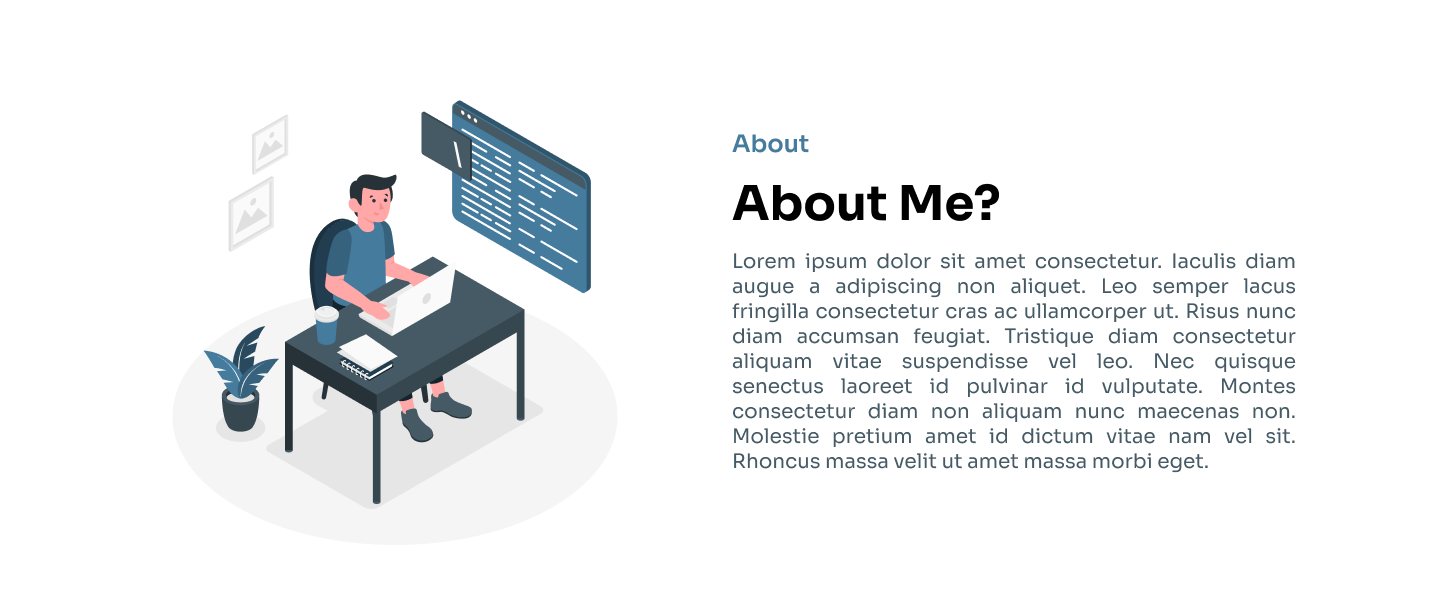 About
About Me?
Lorem ipsum dolor sit amet consectetur. Iaculis diam
augue a adipiscing non aliquet. Leo semper lacus
fringilla consectetur cras ac ullamcorper ut. Risus nunc
diam accumsan feugiat. Tristique diam consectetur
aliquam vitae suspendisse vel leo. Nec quisque
senectus laoreet id pulvinar id vulputate. Montes
consectetur diam non aliquam nunc maecenas non.
Molestie pretium amet id dictum vitae nam vel sit.
Rhoncus massa velit ut amet massa morbi eget.